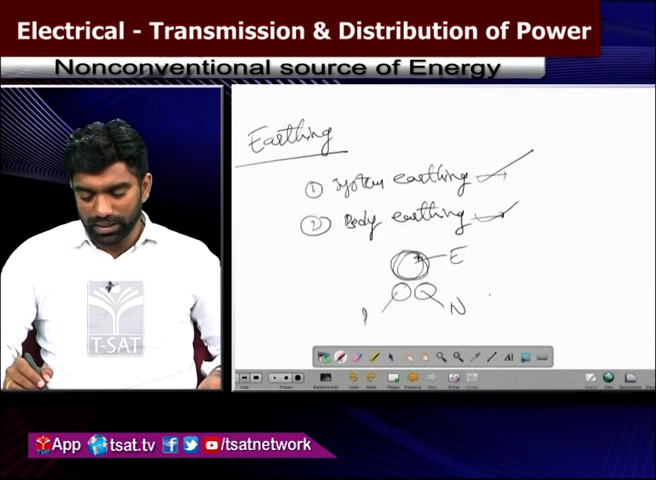 Electrical - Transmission & Distribution of Power
Nonconventional source of Energy
Earthing
① System earthing
② Body earthing
E
P N
T-SAT
App tsat.tv /tsatnetwork